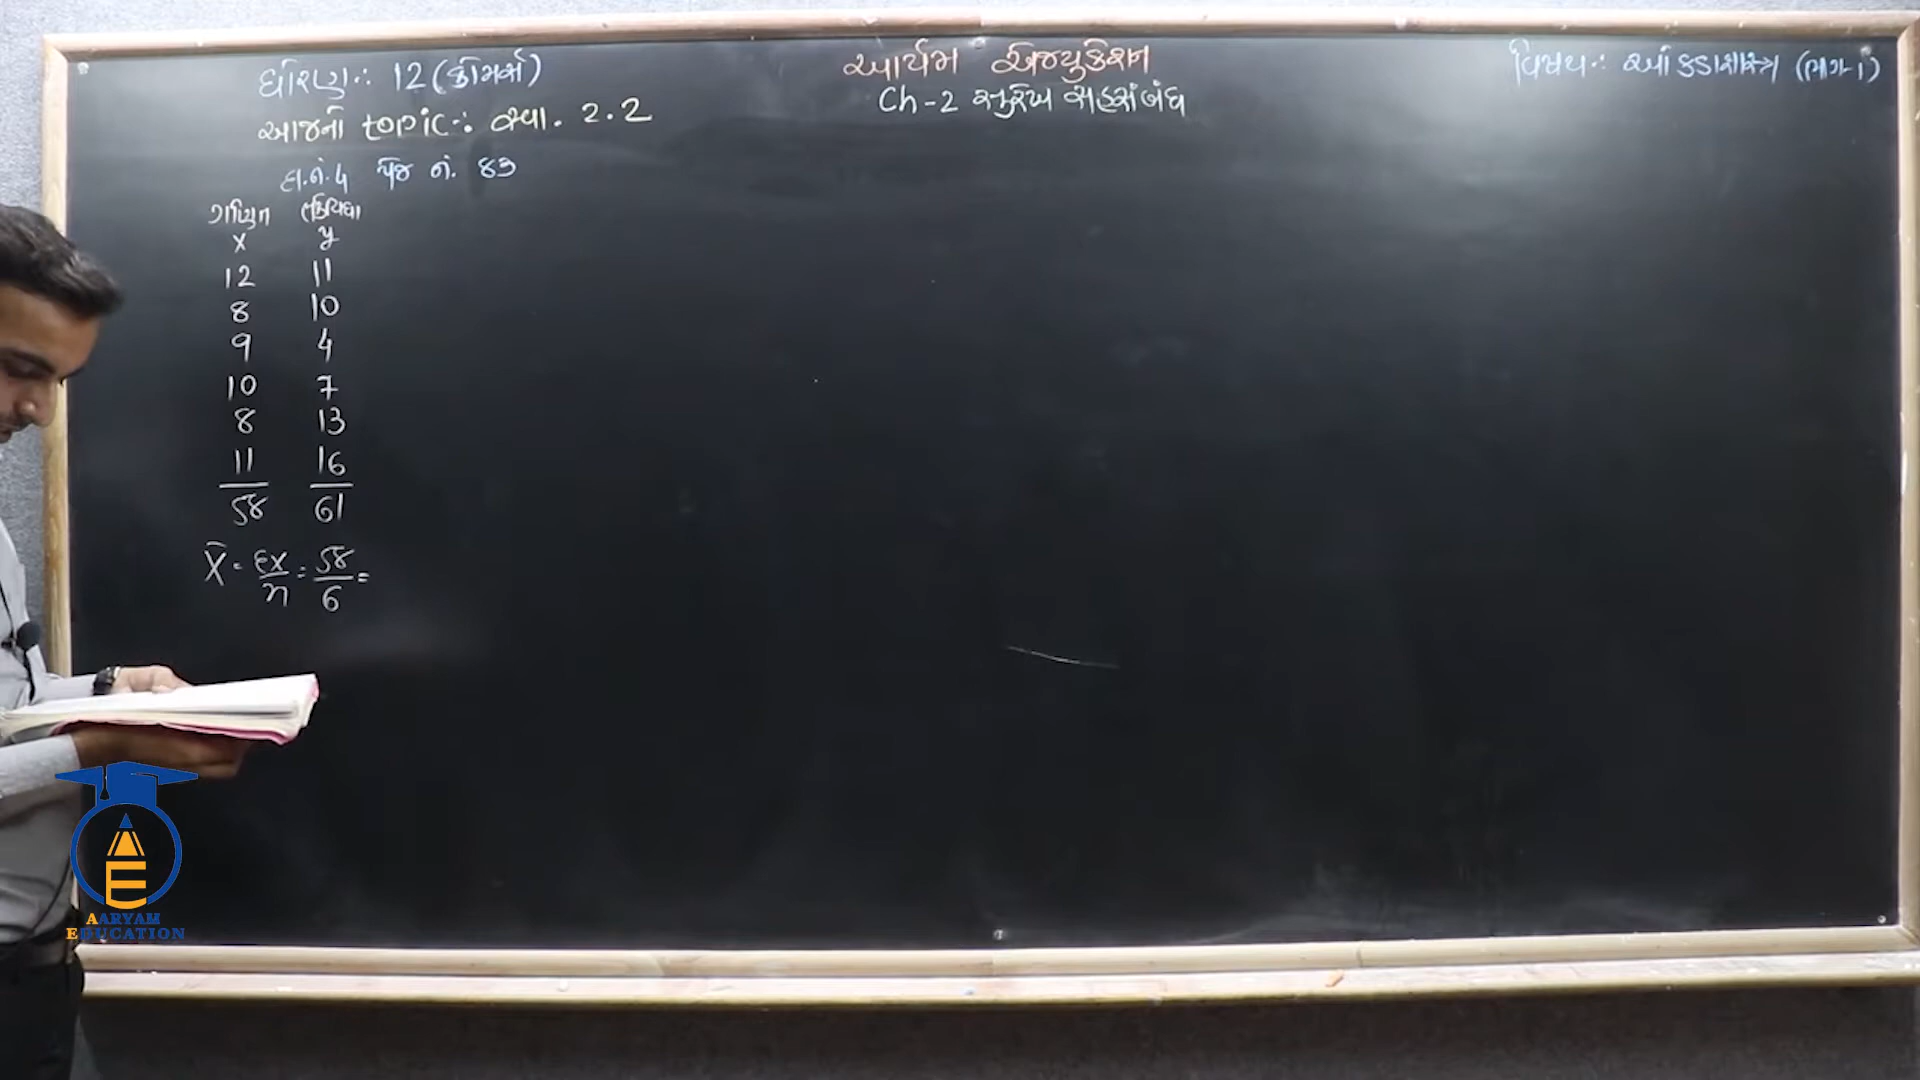 આર્યમ એજ્યુકેશન
Ch-2 સુરેખ સહસંબંધ
વિષય: આંકડાશાસ્ત્ર (ભાગ-1)
ધોરણ: 12 (કોમર્સ)
આજનો topic: સ્વા. 2.2
દા.નં.4 પેજ નં. 83
ગણિત
x y
12 11
8 10
9 4
10 7
8 13
11 16
58 61
X̄ = Σx/n = 58/6 =
AARYAM
EDUCATION